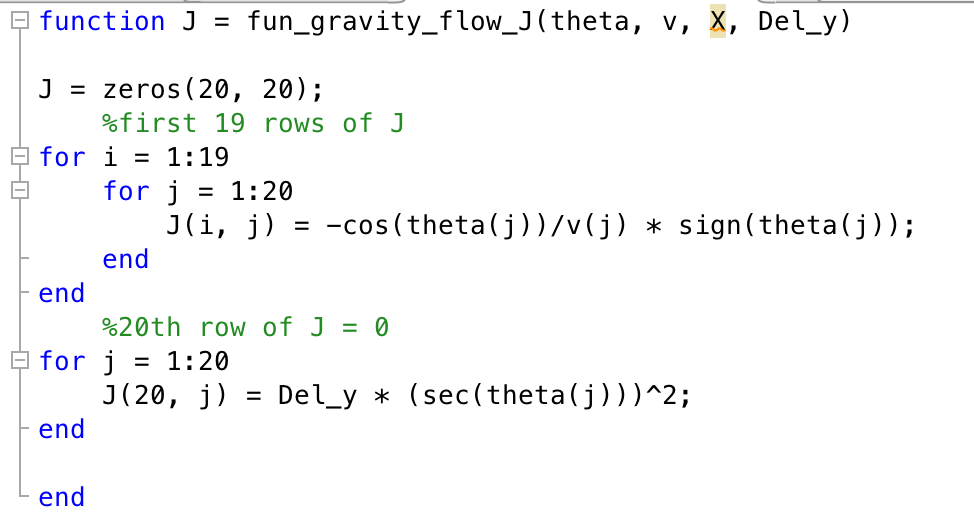 function J = fun_gravity_flow_J(theta, v, X, Del_y)
J = zeros(20, 20);
%first 19 rows of J
for i = 1:19
for j = 1:20
J(i, j) = -cos(theta(j))/v(j) * sign(theta(j));
end
end
%20th row of J = 0
for j = 1:20
J(20, j) = Del_y * (sec(theta(j)))^2;
end
end